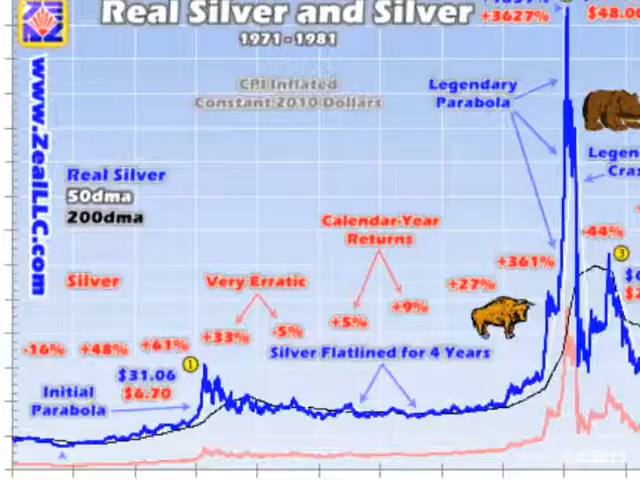 Real Silver and Silver
1971-1981
+3627%
$48.00
www.ZealLLC.com
CPI Inflated
Constant 2010 Dollars
Legendary
Parabola
Real Silver
50dma
200dma
Calendar-Year
Returns
-44%
+361%
Silver
Very Erratic
+27%
+9%
+5%
-16%
+48%
+61%
+33%
-5%
Silver Flatlined for 4 Years
1
3
$31.06
$6.70
Initial
Parabola